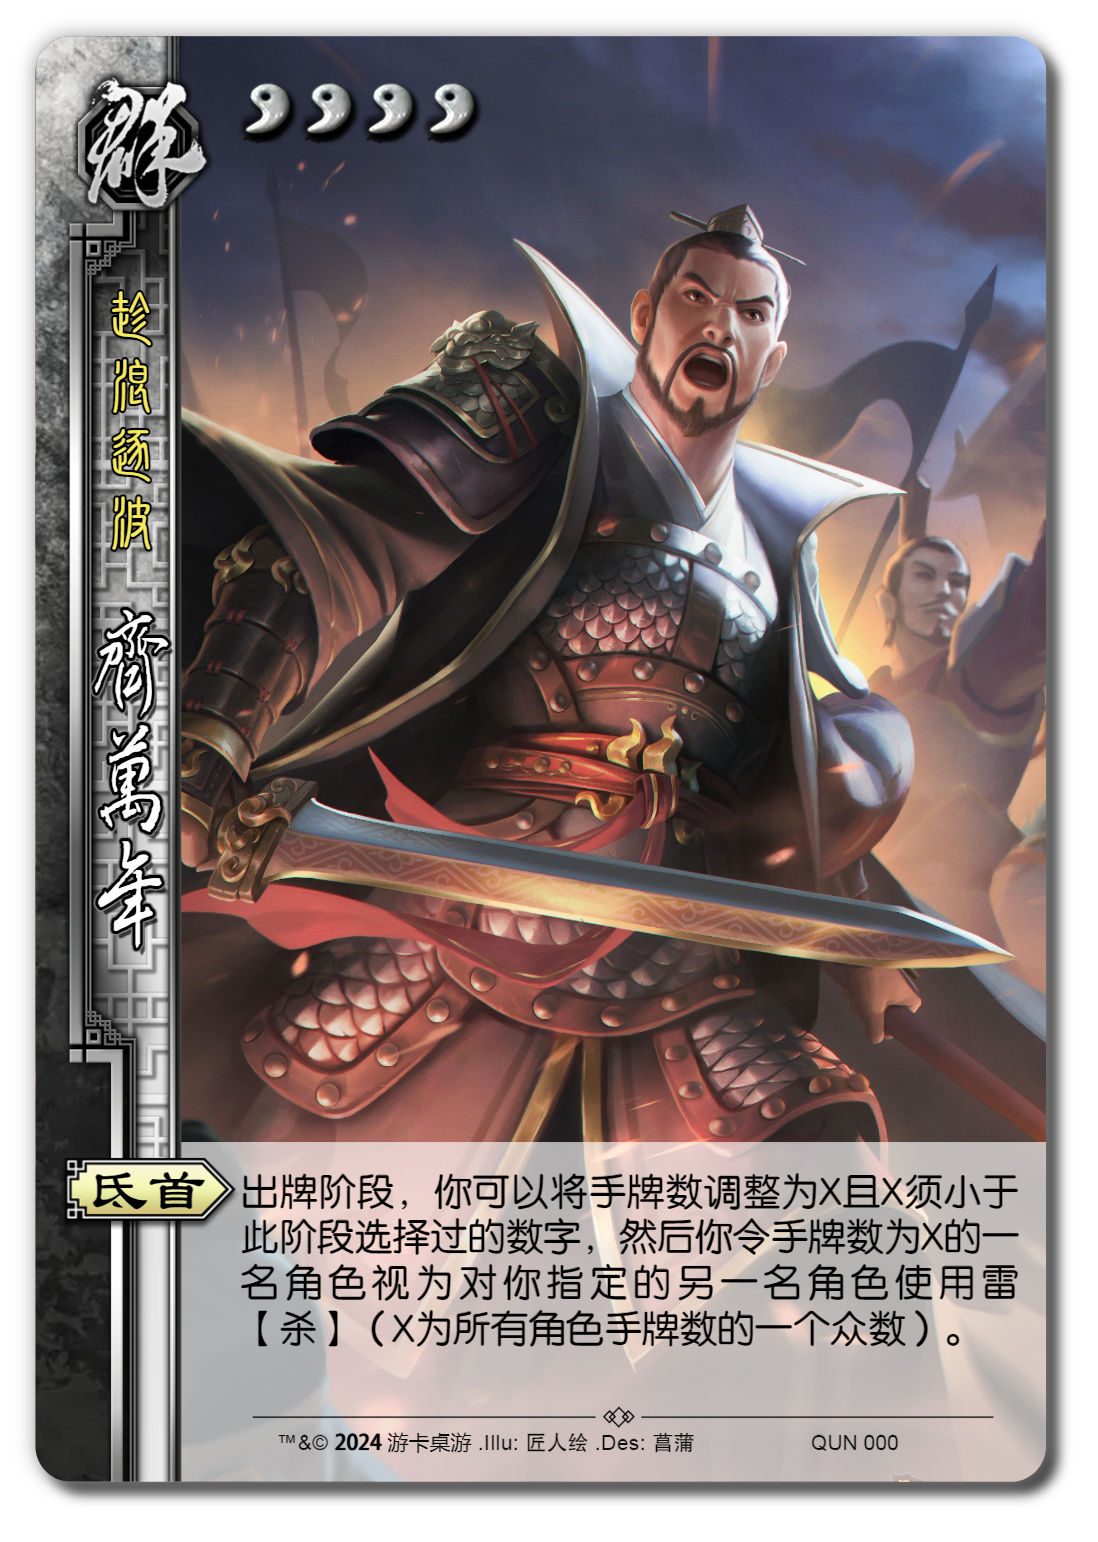 群
趁浪逐波
齊萬年
氐首
出牌阶段，你可以将手牌数调整为X且X须小于
此阶段选择过的数字，然后你令手牌数为X的一
名角色视为对你指定的另一名角色使用雷
【杀】（X为所有角色手牌数的一个众数）。
™&© 2024 游卡桌游 .Illu: 匠人绘 .Des: 菖蒲
QUN 000